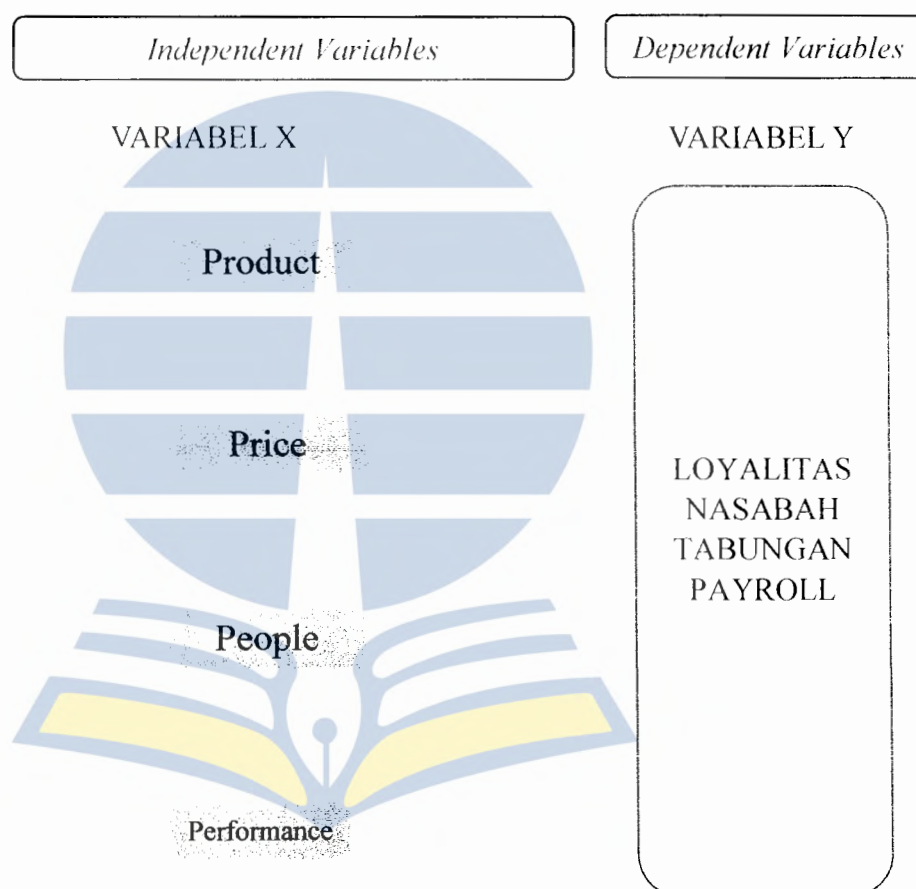 Independent Variables
Dependent Variables
VARIABEL X
VARIABEL Y
Product
Price
People
Performance
LOYALITAS
NASABAH
TABUNGAN
PAYROLL